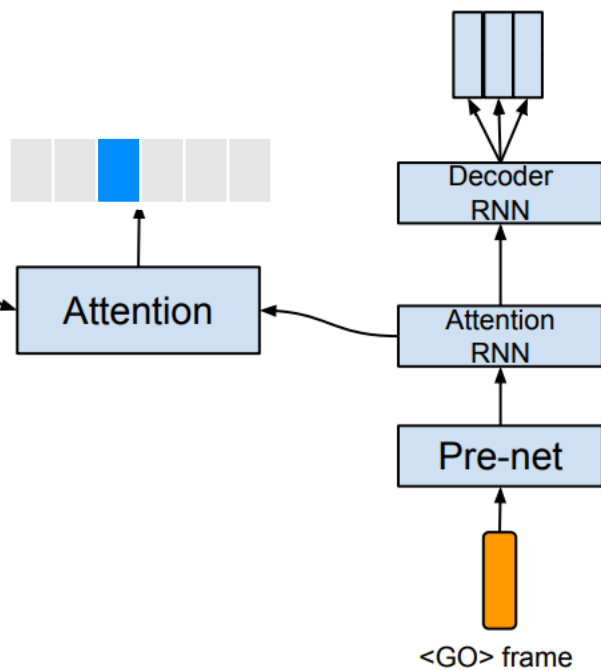 Decoder
RNN
Attention
Attention
RNN
Pre-net
<GO> frame